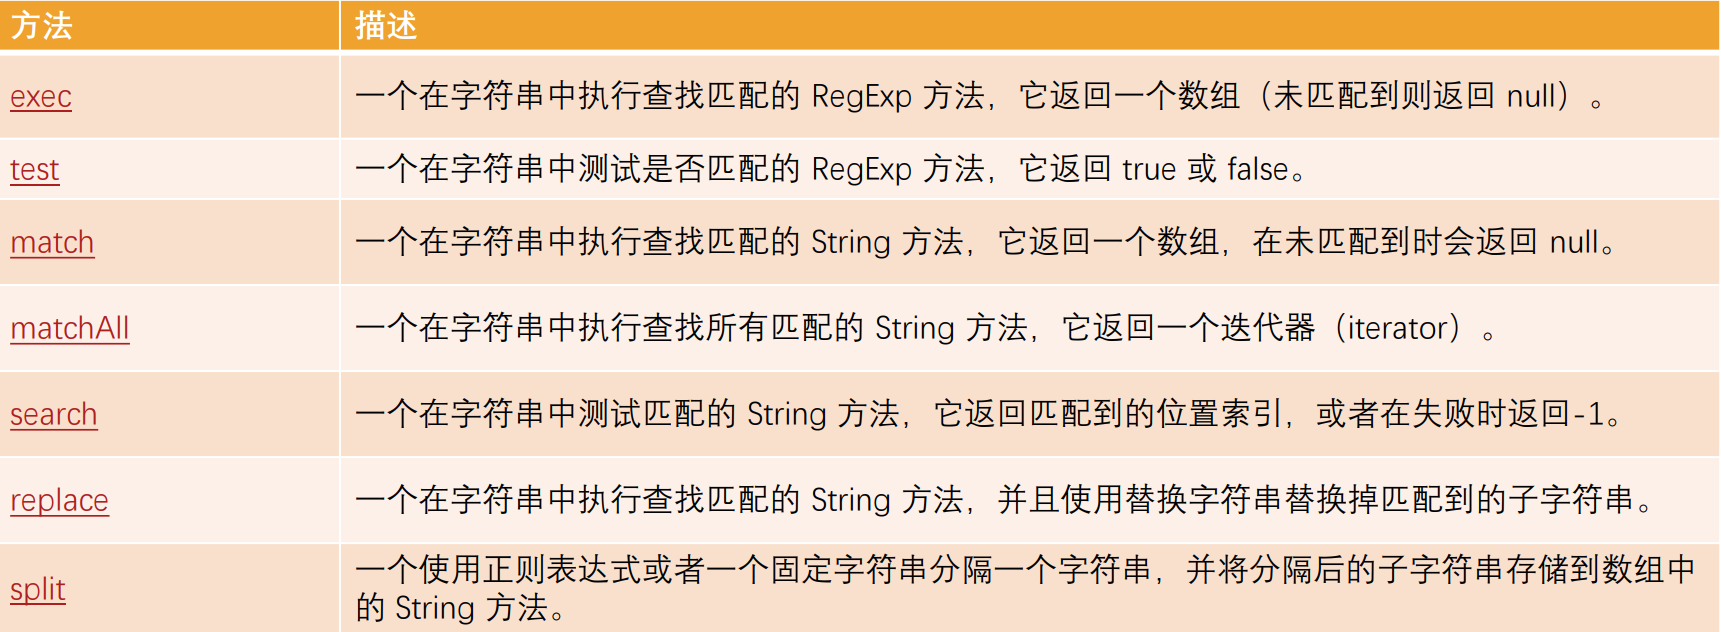 方法 描述
exec 一个在字符串中执行查找匹配的 RegExp 方法，它返回一个数组（未匹配到则返回 null）。
test 一个在字符串中测试是否匹配的 RegExp 方法，它返回 true 或 false。
match 一个在字符串中执行查找匹配的 String 方法，它返回一个数组，在未匹配到时会返回 null。
matchAll 一个在字符串中执行查找所有匹配的 String 方法，它返回一个迭代器（iterator）。
search 一个在字符串中测试匹配的 String 方法，它返回匹配到的位置索引，或者在失败时返回-1。
replace 一个在字符串中执行查找匹配的 String 方法，并且使用替换字符串替换掉匹配到的子字符串。
split 一个使用正则表达式或者一个固定字符串分隔一个字符串，并将分隔后的子字符串存储到数组中
的 String 方法。